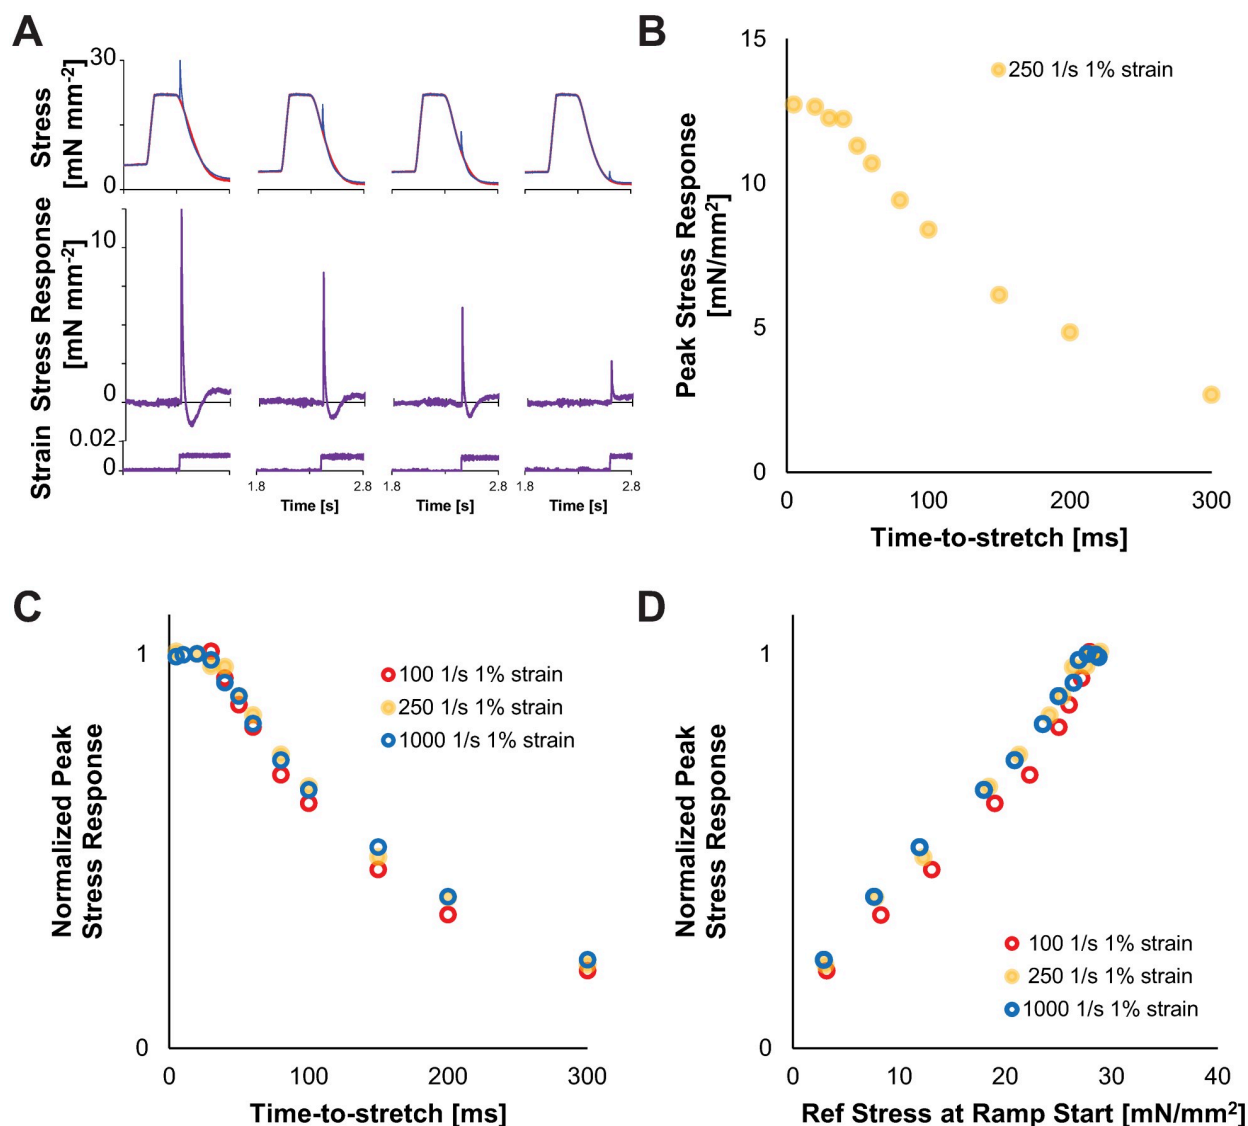 A
Stress
[mN mm-2]
30
0
Stress Response
[mN mm-2]
10
0
Strain
0.02
0
1.8
2.8
1.8
2.8
1.8
2.8
Time [s]
Time [s]
Time [s]
B
Peak Stress Response
[mN/mm2]
15
10
5
0
250 1/s 1% strain
0
100
200
300
Time-to-stretch [ms]
C
Normalized Peak
Stress Response
1
0
100 1/s 1% strain
250 1/s 1% strain
1000 1/s 1% strain
0
100
200
300
Time-to-stretch [ms]
D
Normalized Peak
Stress Response
1
0
100 1/s 1% strain
250 1/s 1% strain
1000 1/s 1% strain
0
10
20
30
40
Ref Stress at Ramp Start [mN/mm2]